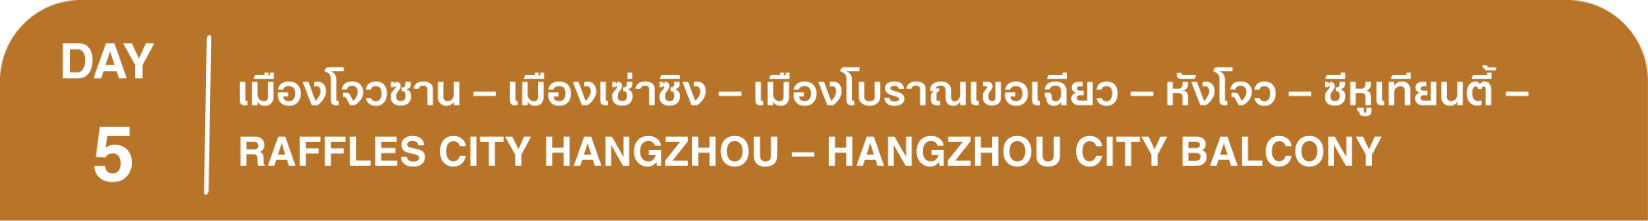 DAY
5
เมืองโจวซาน – เมืองเช่าซิง – เมืองโบราณเขอเฉียว – หังโจว – ซีหูเทียนตี้ –
RAFFLES CITY HANGZHOU – HANGZHOU CITY BALCONY